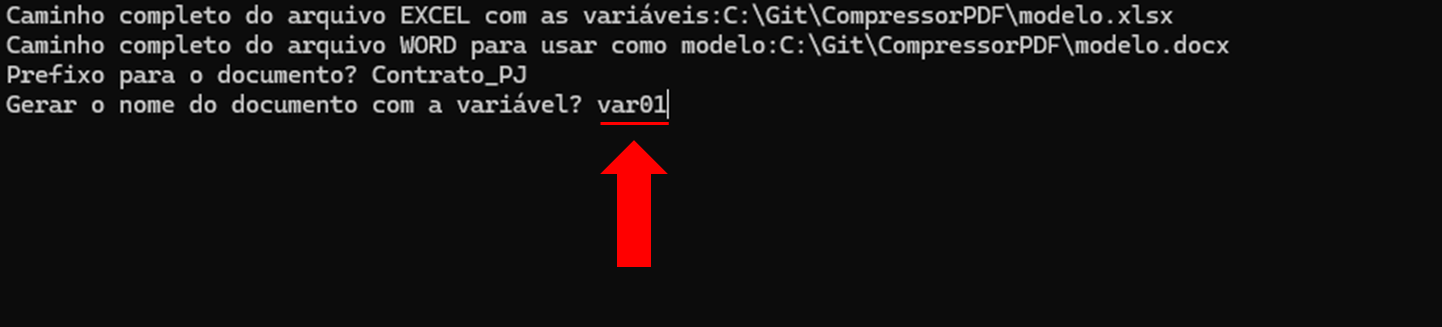 Caminho completo do arquivo EXCEL com as variáveis:C:\Git\CompressorPDF\modelo.xlsx
Caminho completo do arquivo WORD para usar como modelo:C:\Git\CompressorPDF\modelo.docx
Prefixo para o documento? Contrato_PJ
Gerar o nome do documento com a variável? var01